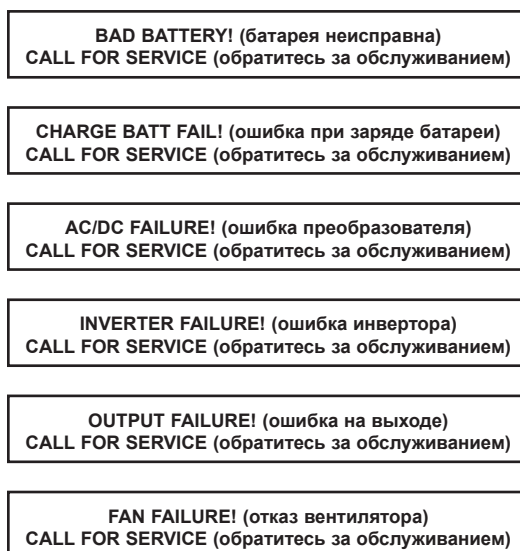 BAD BATTERY! (батарея неисправна)
CALL FOR SERVICE (обратитесь за обслуживанием)
CHARGE BATT FAIL! (ошибка при заряде батареи)
CALL FOR SERVICE (обратитесь за обслуживанием)
AC/DC FAILURE! (ошибка преобразователя)
CALL FOR SERVICE (обратитесь за обслуживанием)
INVERTER FAILURE! (ошибка инвертора)
CALL FOR SERVICE (обратитесь за обслуживанием)
OUTPUT FAILURE! (ошибка на выходе)
CALL FOR SERVICE (обратитесь за обслуживанием)
FAN FAILURE! (отказ вентилятора)
CALL FOR SERVICE (обратитесь за обслуживанием)